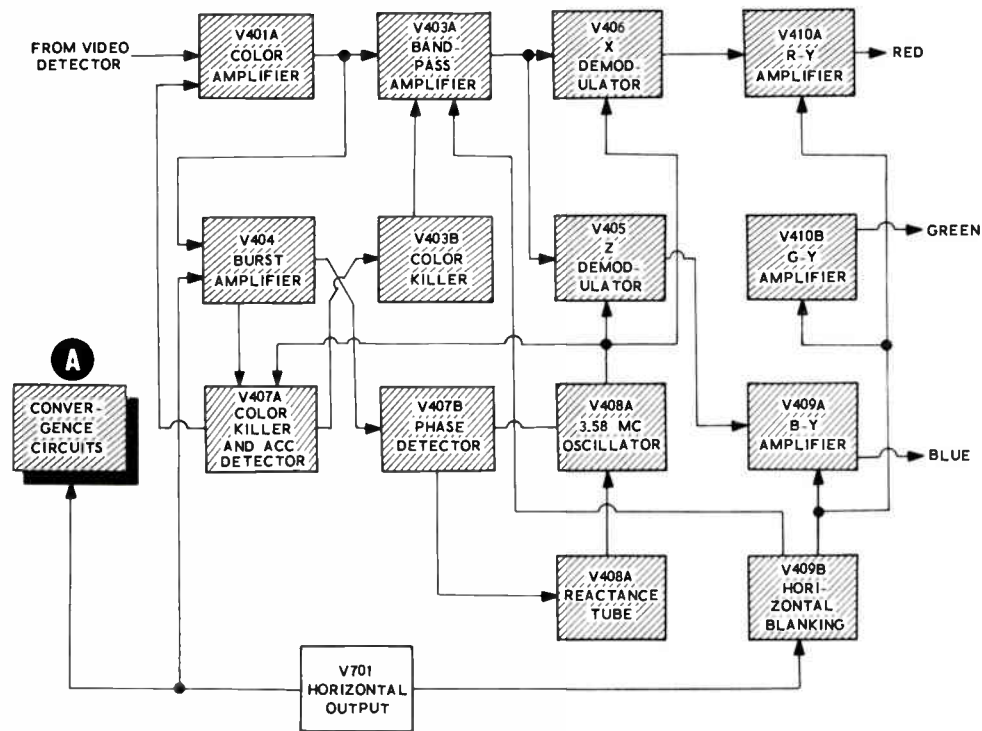 FROM VIDEO
DETECTOR
V401A
COLOR
AMPLIFIER
V403A
BAND-
PASS
AMPLIFIER
V406
X
DEMOD-
ULATOR
V410A
R-Y
AMPLIFIER
RED
V404
BURST
AMPLIFIER
V403B
COLOR
KILLER
V405
Z
DEMOD-
ULATOR
V410B
G-Y
AMPLIFIER
GREEN
A
CONVER-
GENCE
CIRCUITS
V407A
COLOR
KILLER
AND ACC
DETECTOR
V407B
PHASE
DETECTOR
V408A
3.58 MC
OSCILLATOR
V409A
B-Y
AMPLIFIER
BLUE
V408A
REACTANCE
TUBE
V409B
HORI-
ZONTAL
BLANKING
V701
HORIZONTAL
OUTPUT